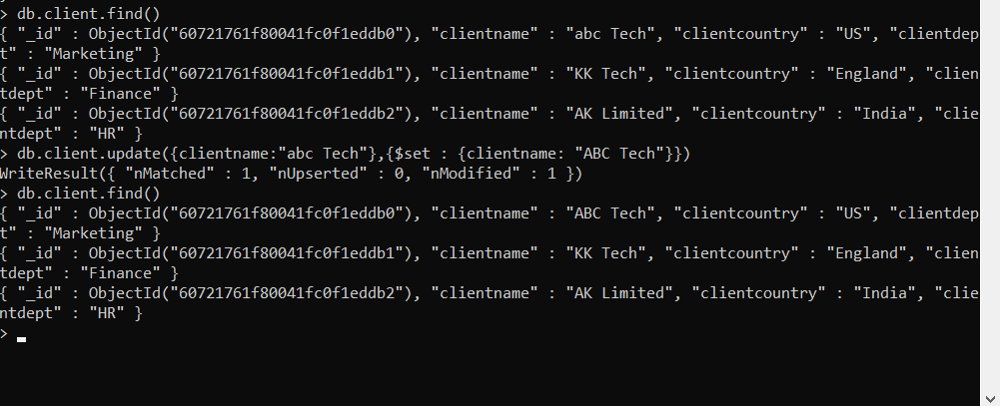 > db.client.find()
{ "_id" : ObjectId("60721761f80041fc0f1eddb0"), "clientname" : "abc Tech", "clientcountry" : "US", "clientdep
t" : "Marketing" }
{ "_id" : ObjectId("60721761f80041fc0f1eddb1"), "clientname" : "KK Tech", "clientcountry" : "England", "clien
tdept" : "Finance" }
{ "_id" : ObjectId("60721761f80041fc0f1eddb2"), "clientname" : "AK Limited", "clientcountry" : "India", "clie
ntdept" : "HR" }
> db.client.update({clientname:"abc Tech"},{$set : {clientname: "ABC Tech"}})
WriteResult({ "nMatched" : 1, "nUpserted" : 0, "nModified" : 1 })
> db.client.find()
{ "_id" : ObjectId("60721761f80041fc0f1eddb0"), "clientname" : "ABC Tech", "clientcountry" : "US", "clientdep
t" : "Marketing" }
{ "_id" : ObjectId("60721761f80041fc0f1eddb1"), "clientname" : "KK Tech", "clientcountry" : "England", "clien
tdept" : "Finance" }
{ "_id" : ObjectId("60721761f80041fc0f1eddb2"), "clientname" : "AK Limited", "clientcountry" : "India", "clie
ntdept" : "HR" }
>